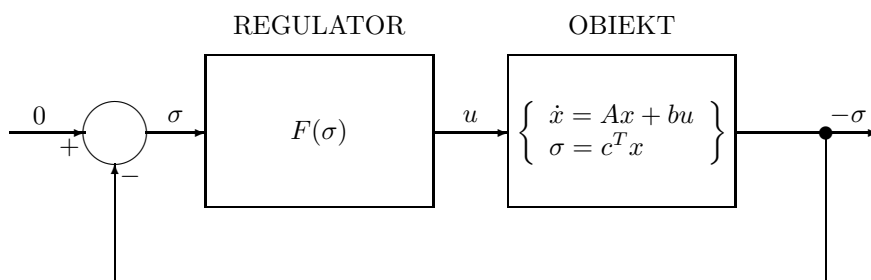 REGULATOR
OBIEKT
0
+
−
σ
F(σ)
u
{ ẋ = Ax + bu
σ = cᵀx }
−σ